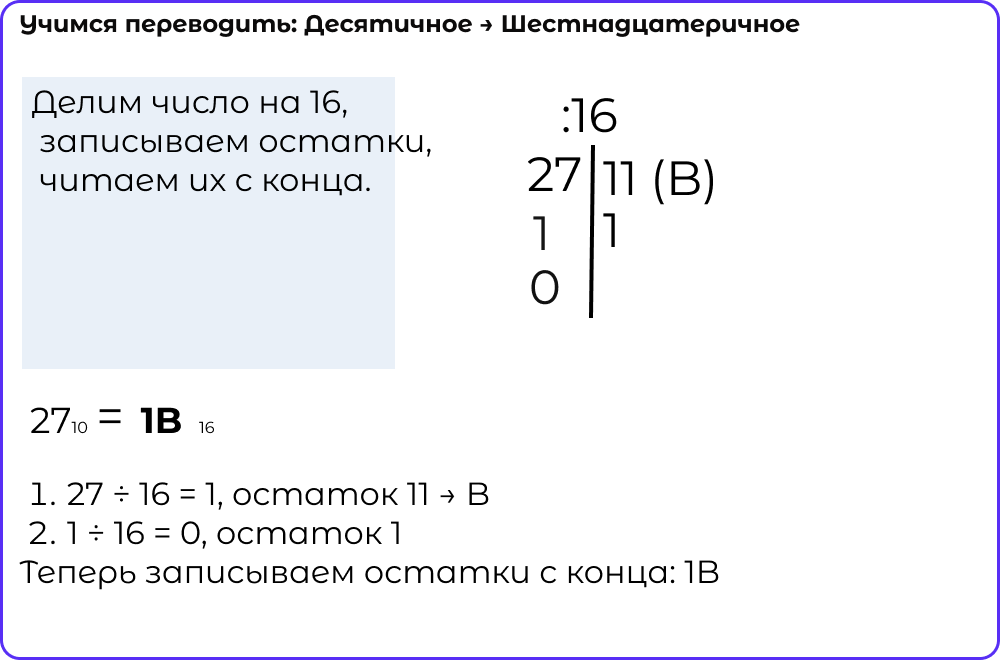 Учимся переводить: Десятичное → Шестнадцатеричное
Делим число на 16,
записываем остатки,
читаем их с конца.
:16
27 11 (B)
1 1
0
27₁₀ = 1B ₁₆
1. 27 ÷ 16 = 1, остаток 11 → B
2. 1 ÷ 16 = 0, остаток 1
Теперь записываем остатки с конца: 1B